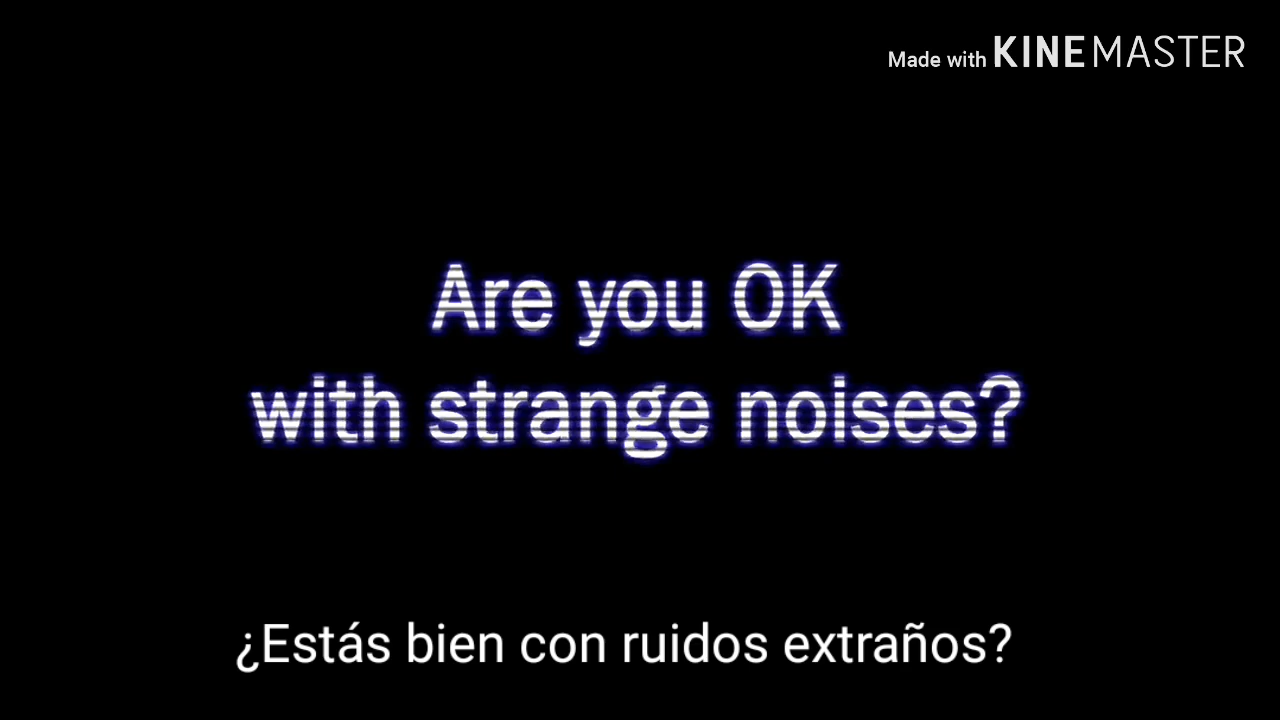 Made with KINEMASTER
Are you OK
with strange noises?
¿Estás bien con ruidos extraños?